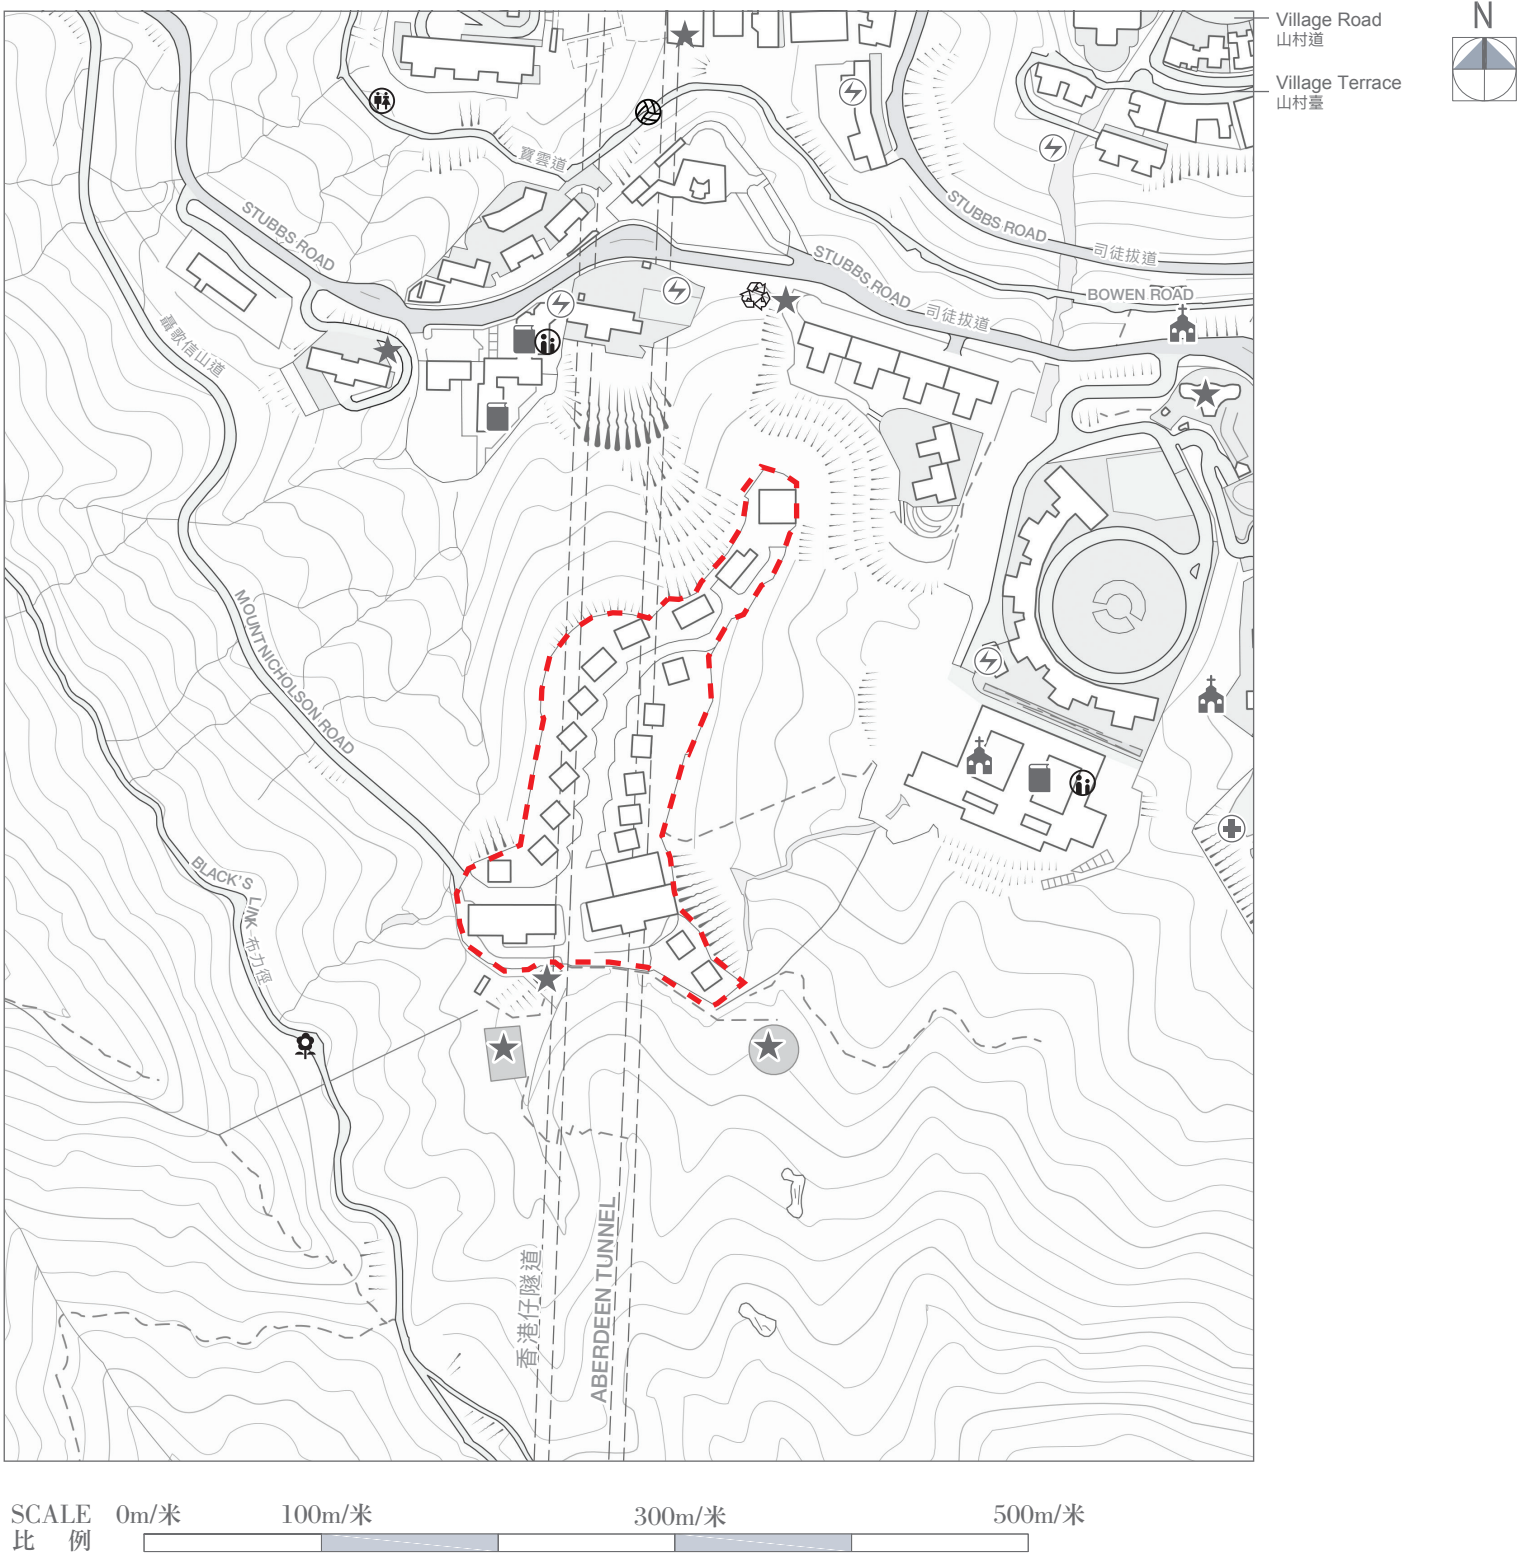 Village Road
山村道
N
Village Terrace
山村臺
寶雲道
STUBBS ROAD
STUBBS ROAD
司徒拔道
STUBBS ROAD
司徒拔道
BOWEN ROAD
聶歌信山道
MOUNT NICHOLSON ROAD
BLACK'S LINK 布力徑
香港仔隧道
ABERDEEN TUNNEL
SCALE 0m/米 100m/米 300m/米 500m/米
比 例